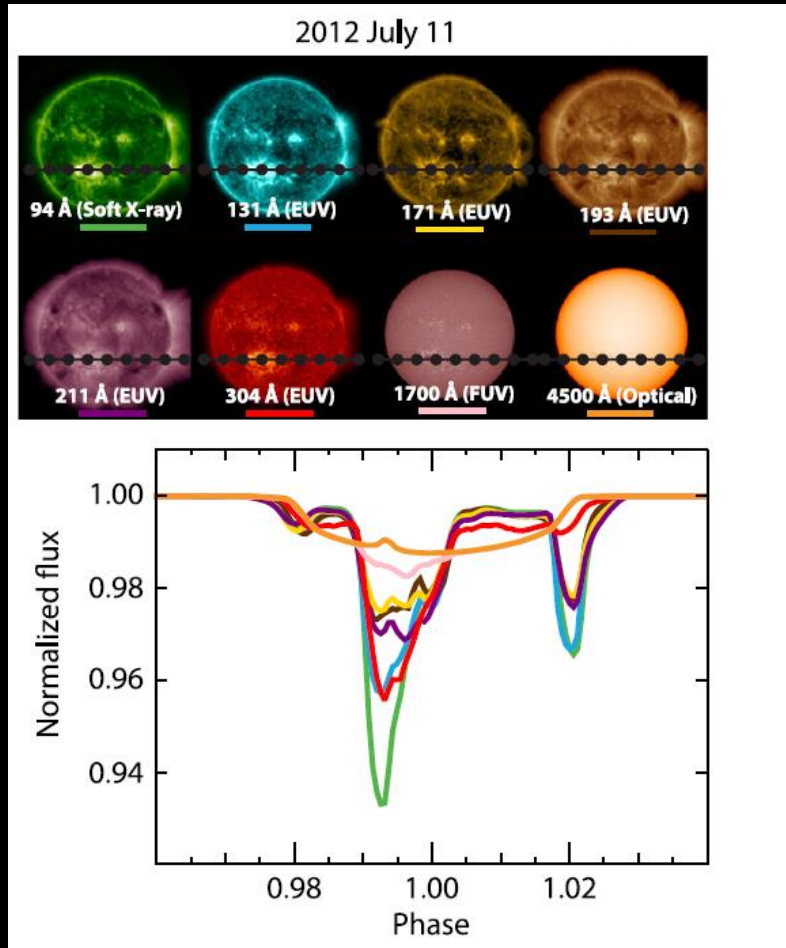 2012 July 11
94 Å (Soft X-ray) 131 Å (EUV) 171 Å (EUV) 193 Å (EUV)
211 Å (EUV) 304 Å (EUV) 1700 Å (FUV) 4500 Å (Optical)
1.00
0.98
0.96
0.94
Normalized flux
0.98 1.00 1.02
Phase